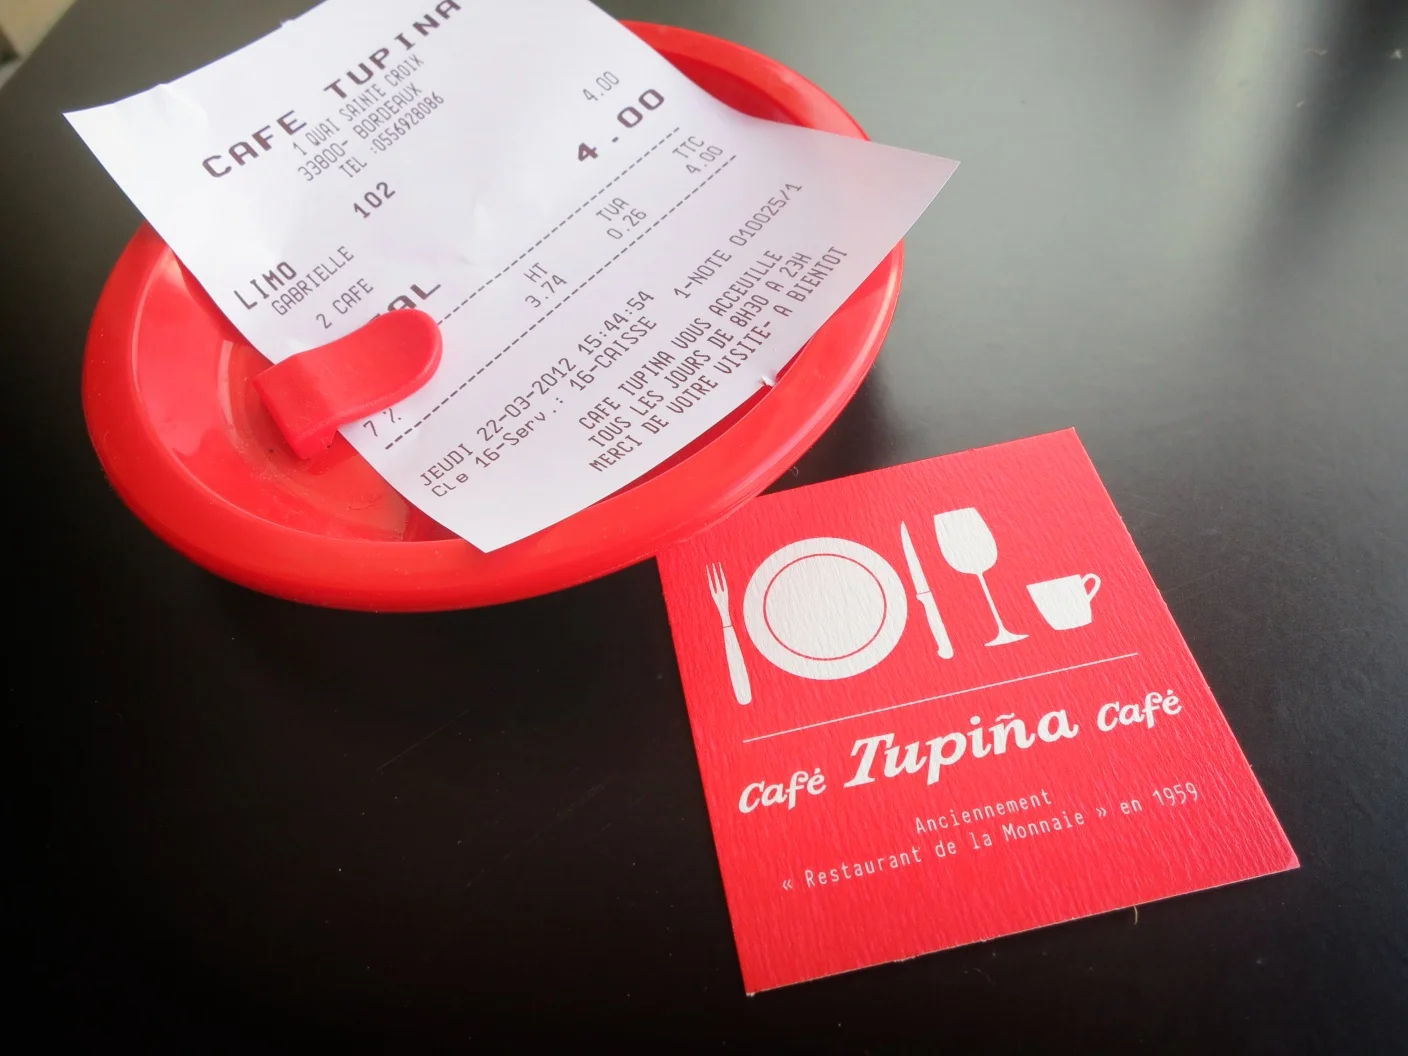 CAFE TUPINA
1 QUAI SAINTE CROIX
33800- BORDEAUX
TEL :0556928086
102
LIMO
GABRIELLE
2 CAFE 4.00
AL 4.00
HT TVA TTC
7% 3.74 0.26 4.00
JEUDI 22-03-2012 15:44:54 1-NOTE 010025/1
CLe 16-Serv.: 16-CAISSE
CAFE TUPINA VOUS ACCEUILLE
TOUS LES JOURS DE 8H30 A 23H
MERCI DE VOTRE VISITE- A BIENTOT
Café Tupiña Café
Anciennement
« Restaurant de la Monnaie » en 1959